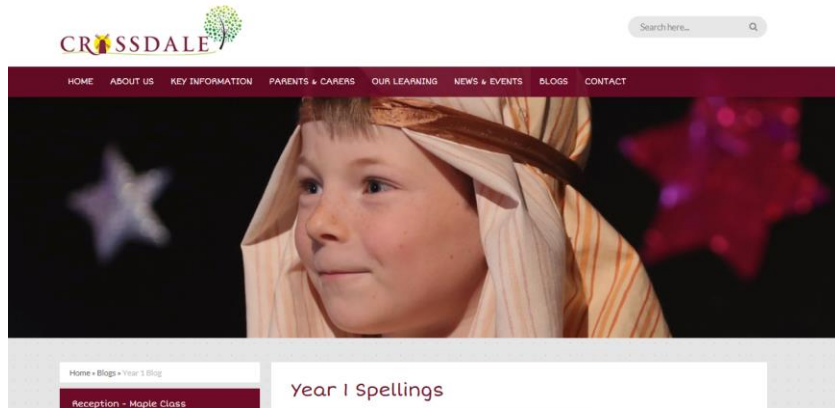 CROSSDALE
Search here...
HOME ABOUT US KEY INFORMATION PARENTS & CARERS OUR LEARNING NEWS & EVENTS BLOGS CONTACT
Home » Blogs » Year 1 Blog
Reception - Maple Class
Year 1 Spellings